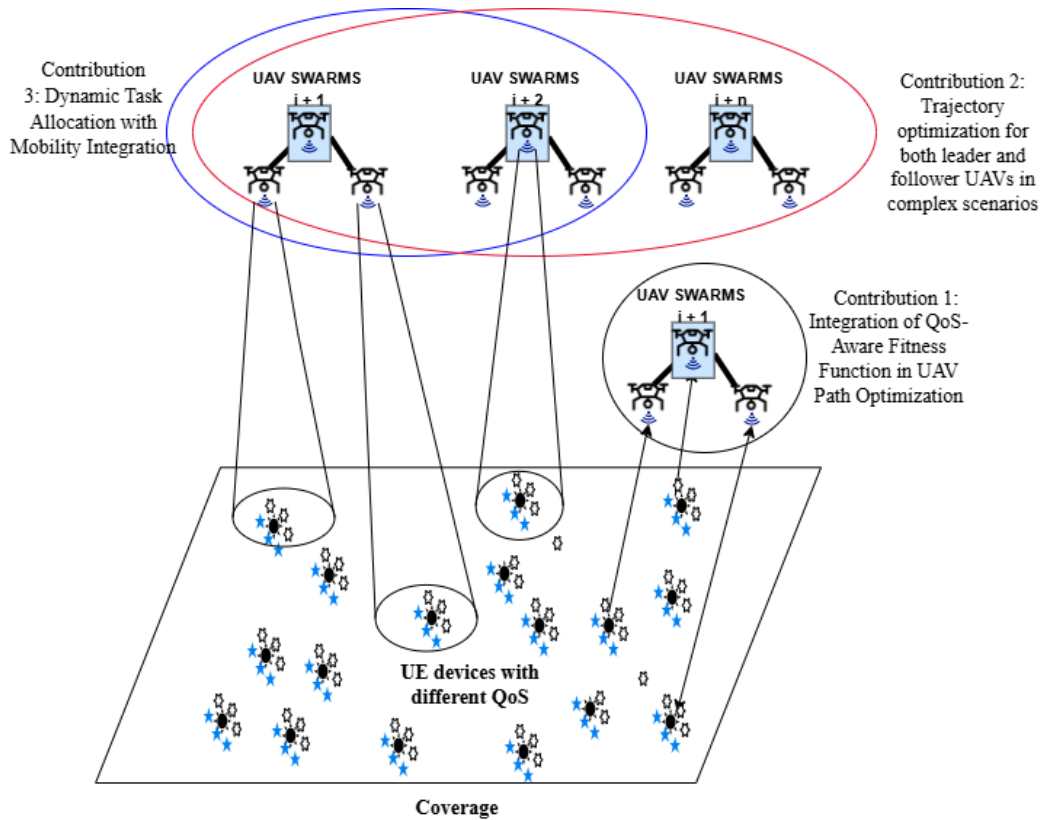 Contribution
3: Dynamic Task
Allocation with
Mobility Integration
UAV SWARMS
i + 1
UAV SWARMS
i + 2
UAV SWARMS
i + n
Contribution 2:
Trajectory
optimization for
both leader and
follower UAVs in
complex scenarios
UAV SWARMS
i + 1
Contribution 1:
Integration of QoS-
Aware Fitness
Function in UAV
Path Optimization
UE devices with
different QoS
Coverage